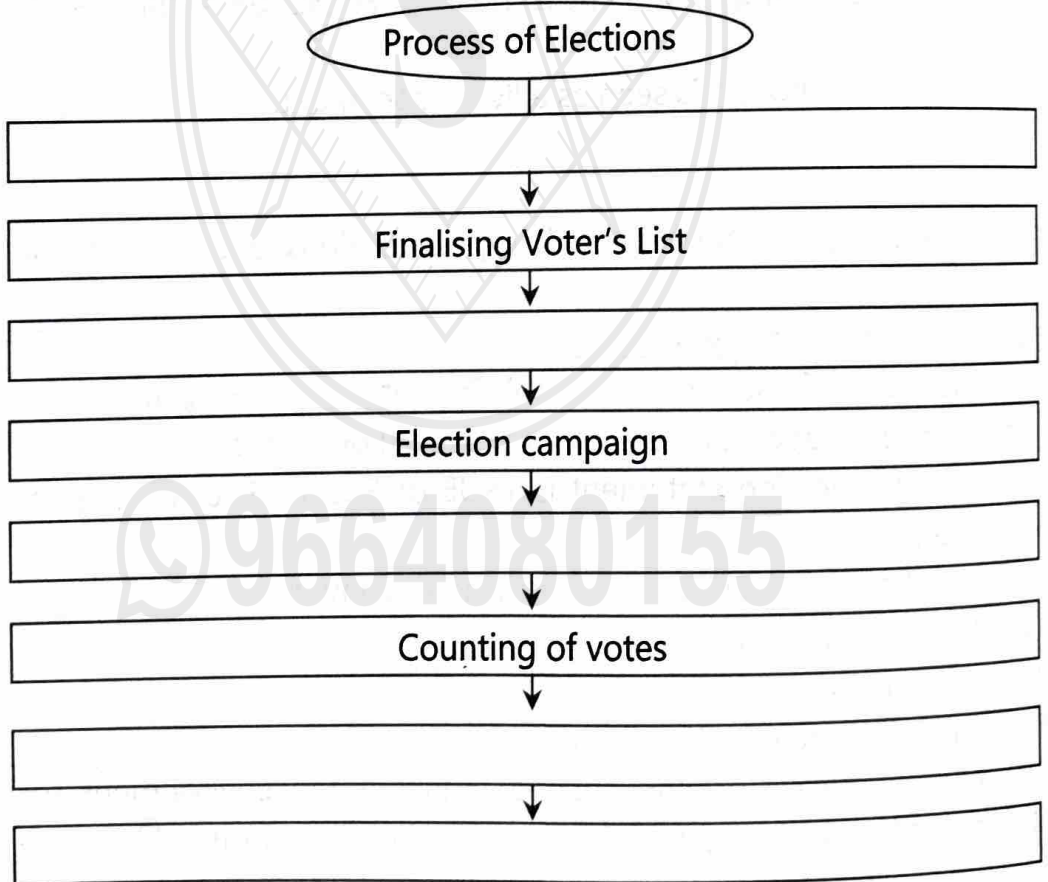 Process of Elections
Finalising Voter's List
Election campaign
9664080155
Counting of votes